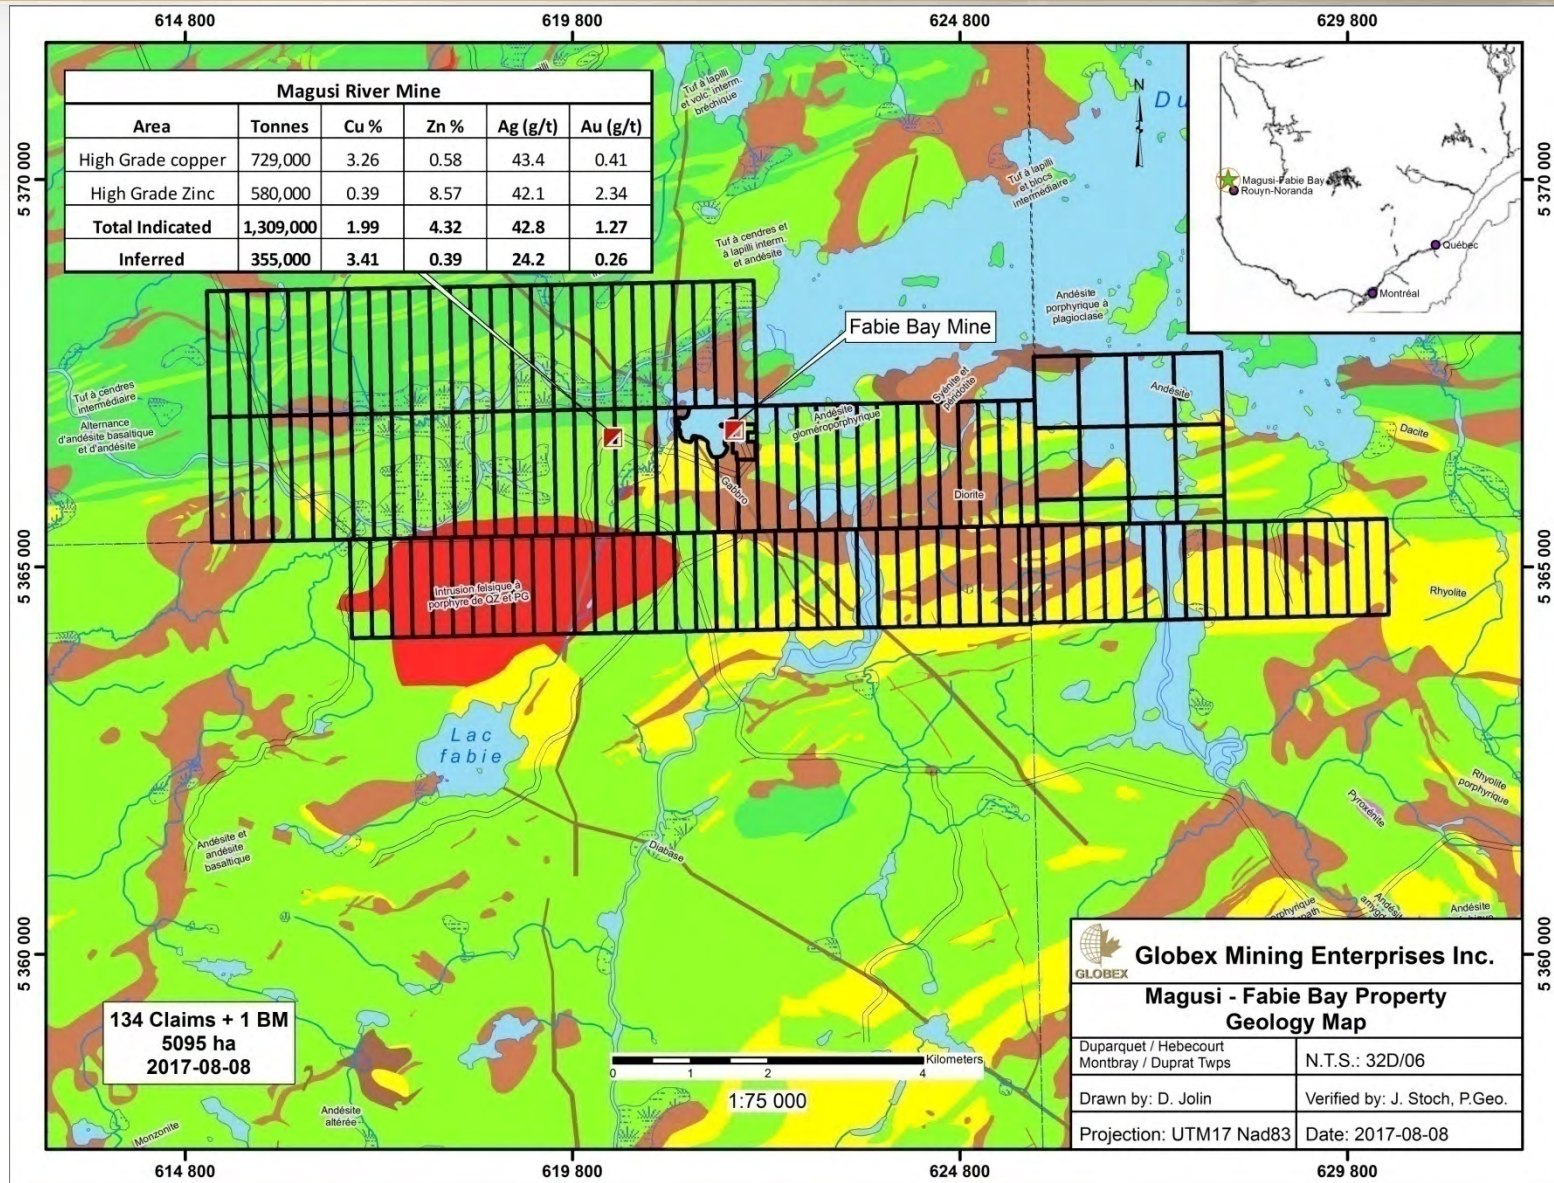 614 800 619 800 624 800 629 800
5 370 000
5 365 000
5 360 000
5 370 000
5 365 000
5 360 000
614 800 619 800 624 800 629 800
Magusi River Mine
Area Tonnes Cu % Zn % Ag (g/t) Au (g/t)
High Grade copper 729,000 3.26 0.58 43.4 0.41
High Grade Zinc 580,000 0.39 8.57 42.1 2.34
Total Indicated 1,309,000 1.99 4.32 42.8 1.27
Inferred 355,000 3.41 0.39 24.2 0.26
Tuf à lapilli
et volc. interm.
bréchique
N
Du
Magusi-Fabie Bay
Rouyn-Noranda
Québec
Montréal
Tuf à lapilli
et blocs
intermédiaire
Tuf à cendres et
à lapilli interm.
et andésite
Andésite
porphyrique à
plagioclase
Fabie Bay Mine
Syénite et
péridotite
Andésite
Tuf à cendres
intermédiaire
Alternance
d'andésite basaltique
et d'andésite
Andésite
gloméroporphyrique
Dacite
Gabbro
Diorite
Intrusion felsique à
porphyre de QZ et PG
Rhyolite
Lac
fabie
Rhyolite
porphyrique
Pyroxénite
Andésite et
andésite
basaltique
Diabase
Andésite
134 Claims + 1 BM
5095 ha
2017-08-08
Andésite
altérée
Monzonite
0 1 2 4 Kilometers
1:75 000
GLOBEX
Globex Mining Enterprises Inc.
Magusi - Fabie Bay Property
Geology Map
Duparquet / Hebecourt
Montbray / Duprat Twps
N.T.S.: 32D/06
Drawn by: D. Jolin
Verified by: J. Stoch, P.Geo.
Projection: UTM17 Nad83
Date: 2017-08-08